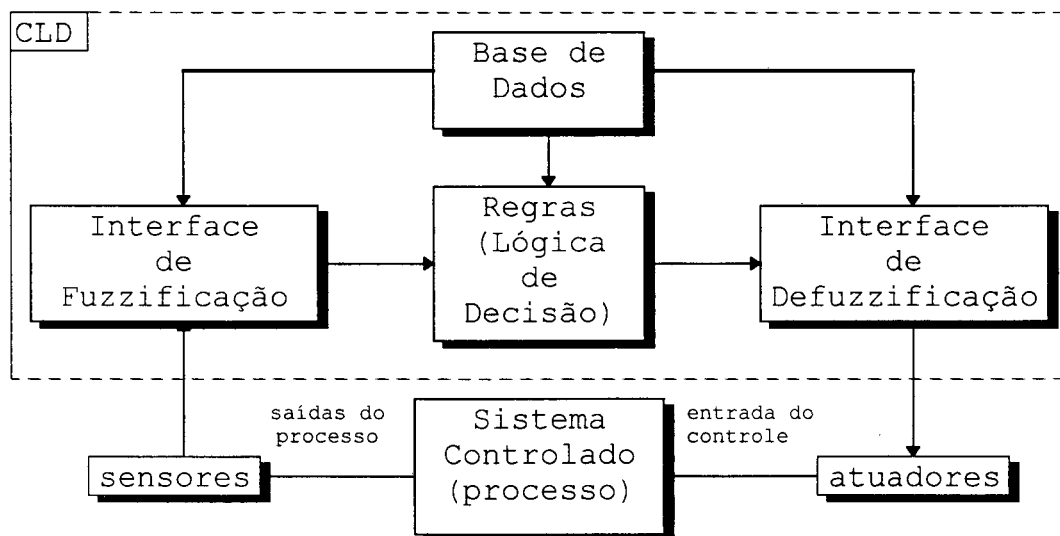 CLD
Base de
Dados
Interface
de
Fuzzificação
Regras
(Lógica
de
Decisão)
Interface
de
Defuzzificação
saídas do
processo
Sistema
Controlado
(processo)
entrada do
controle
sensores
atuadores